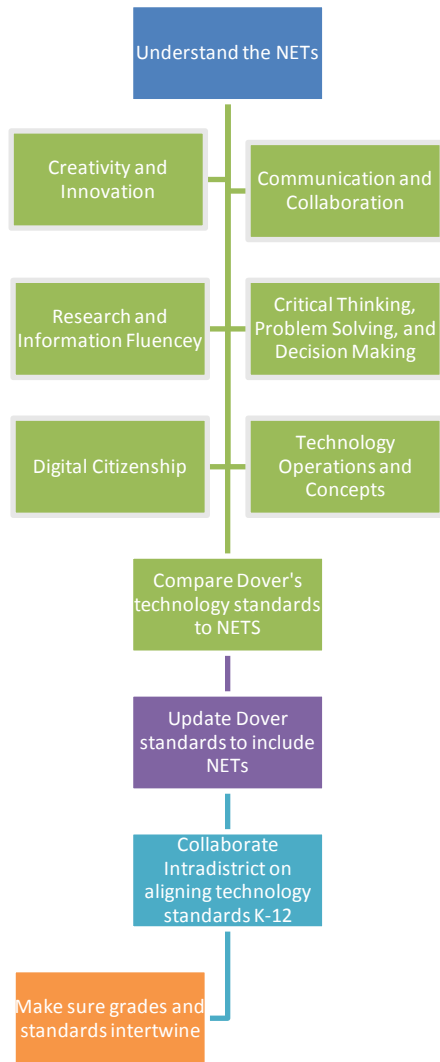 Understand the NETs
Creativity and
Innovation
Communication and
Collaboration
Research and
Information Fluencey
Critical Thinking,
Problem Solving, and
Decision Making
Digital Citizenship
Technology
Operations and
Concepts
Compare Dover's
technology standards
to NETS
Update Dover
standards to include
NETs
Collaborate
Intradistrict on
aligning technology
standards K-12
Make sure grades and
standards intertwine